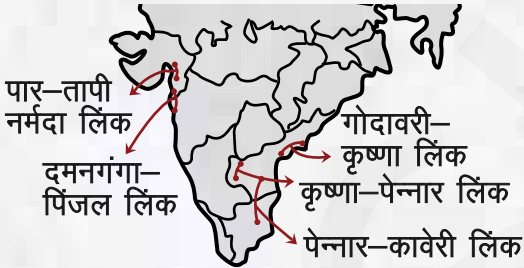 पार–तापी
नर्मदा लिंक
दमनगंगा–
पिंजल लिंक
गोदावरी–
कृष्णा लिंक
कृष्णा–पेन्नार लिंक
पेन्नार–कावेरी लिंक